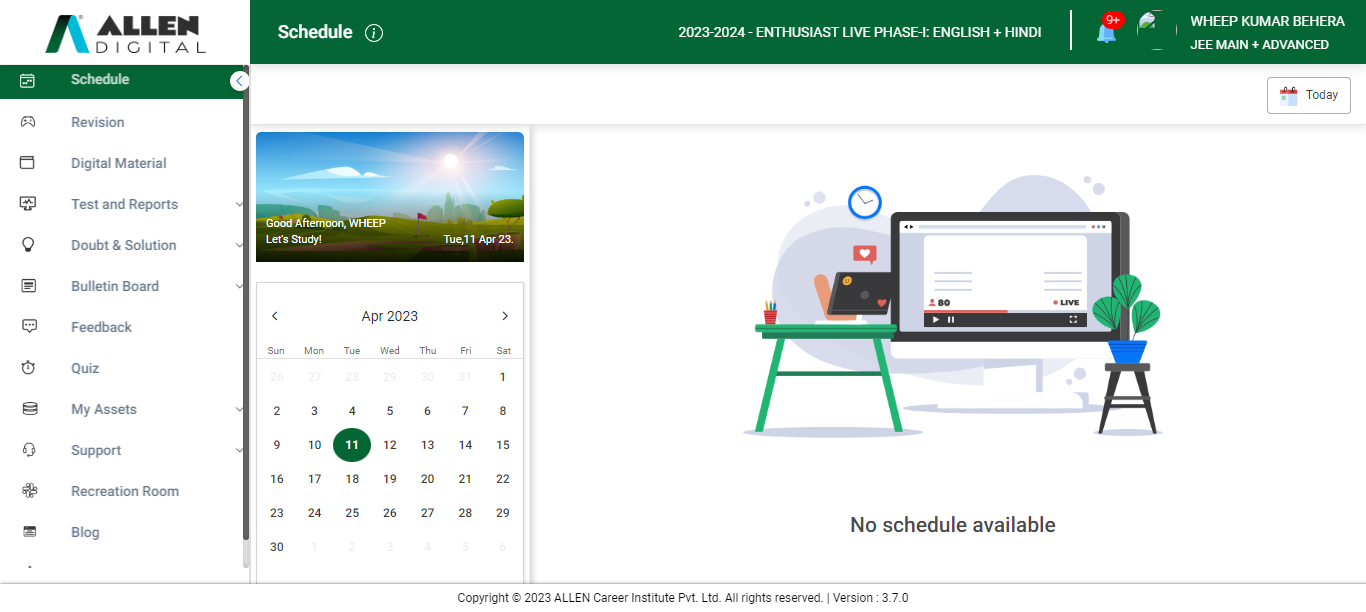 ALLEN
DIGITAL
Schedule
2023-2024 - ENTHUSIAST LIVE PHASE-I: ENGLISH + HINDI
9+
WHEEP KUMAR BEHERA
JEE MAIN + ADVANCED
Schedule
Revision
Digital Material
Test and Reports
Doubt & Solution
Bulletin Board
Feedback
Quiz
My Assets
Support
Recreation Room
Blog
Today
Good Afternoon, WHEEP
Let's Study!
Tue,11 Apr 23.
Apr 2023
Sun Mon Tue Wed Thu Fri Sat
26 27 28 29 30 31 1
2 3 4 5 6 7 8
9 10 11 12 13 14 15
16 17 18 19 20 21 22
23 24 25 26 27 28 29
30 1 2 3 4 5 6
80
LIVE
No schedule available
Copyright © 2023 ALLEN Career Institute Pvt. Ltd. All rights reserved. | Version : 3.7.0